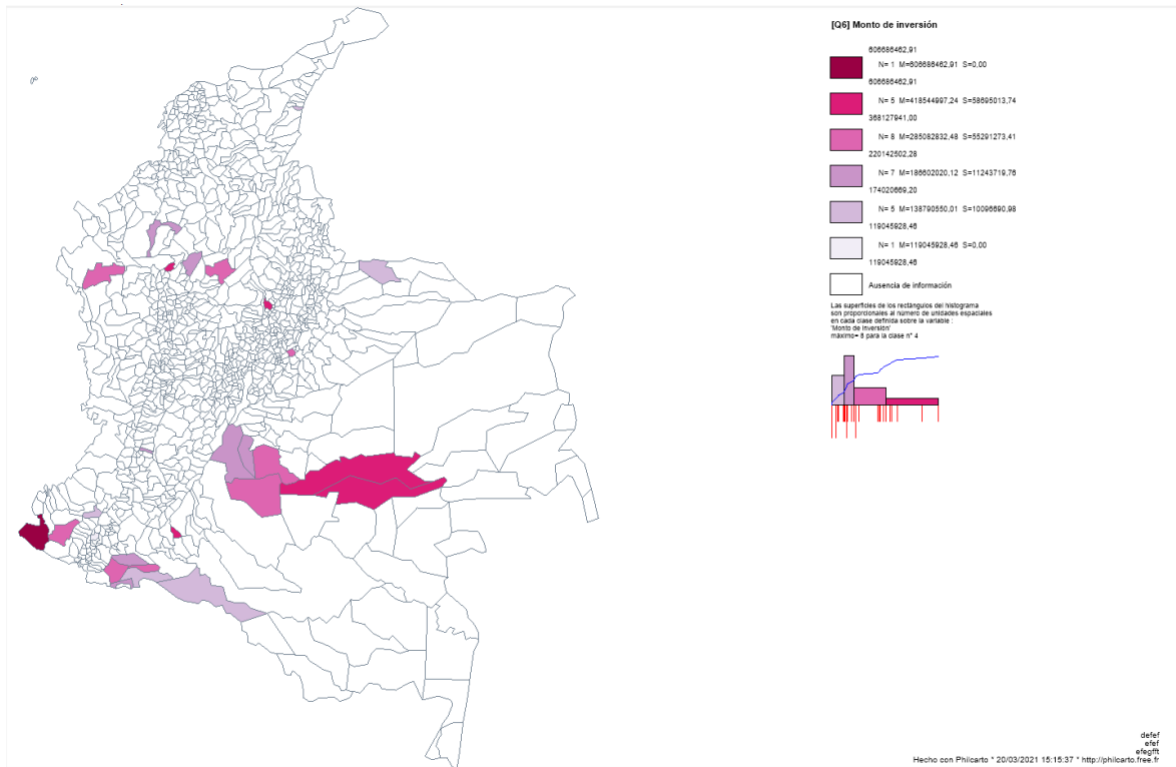 0°
[Q6] Monto de inversión
606686462,91
N= 1 M=606686462,91 S=0,00
606686462,91
N= 5 M=418544997,24 S=58695013,74
368127941,00
N= 8 M=285082832,48 S=55291273,41
220142502,28
N= 7 M=186602020,12 S=11243719,76
174020669,20
N= 5 M=138790550,01 S=10096690,98
119045928,46
N= 1 M=119045928,46 S=0,00
119045928,46
Ausencia de información
Las superficies de los rectángulos del histograma
son proporcionales al número de unidades espaciales
en cada clase definida sobre la variable :
'Monto de inversión'
máximo= 8 para la clase n° 4
defef
efef
efegfft
Hecho con Philcarto * 20/03/2021 15:15:37 * http://philcarto.free.fr